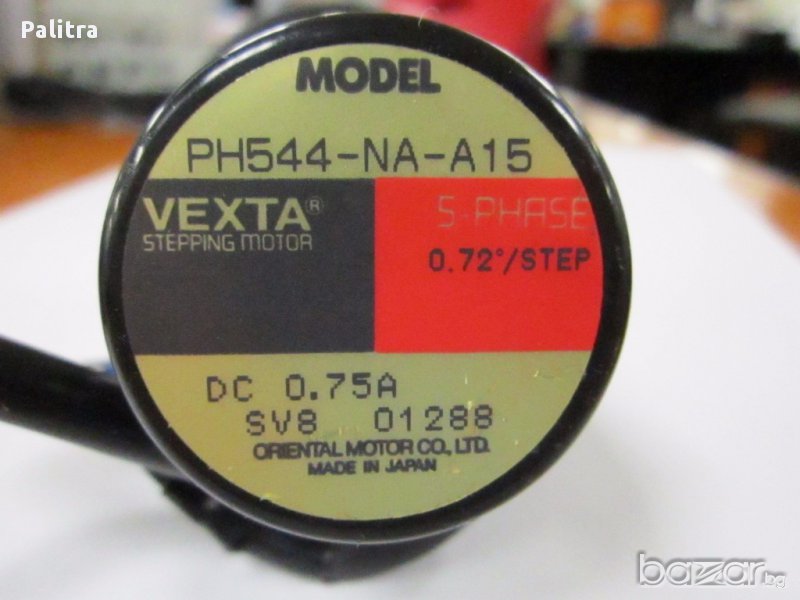 Palitra
MODEL
PH544-NA-A15
VEXTA®
5-PHASE
STEPPING MOTOR
0.72°/STEP
DC 0.75A
SV8 01288
ORIENTAL MOTOR CO., LTD.
MADE IN JAPAN
bazar.bg